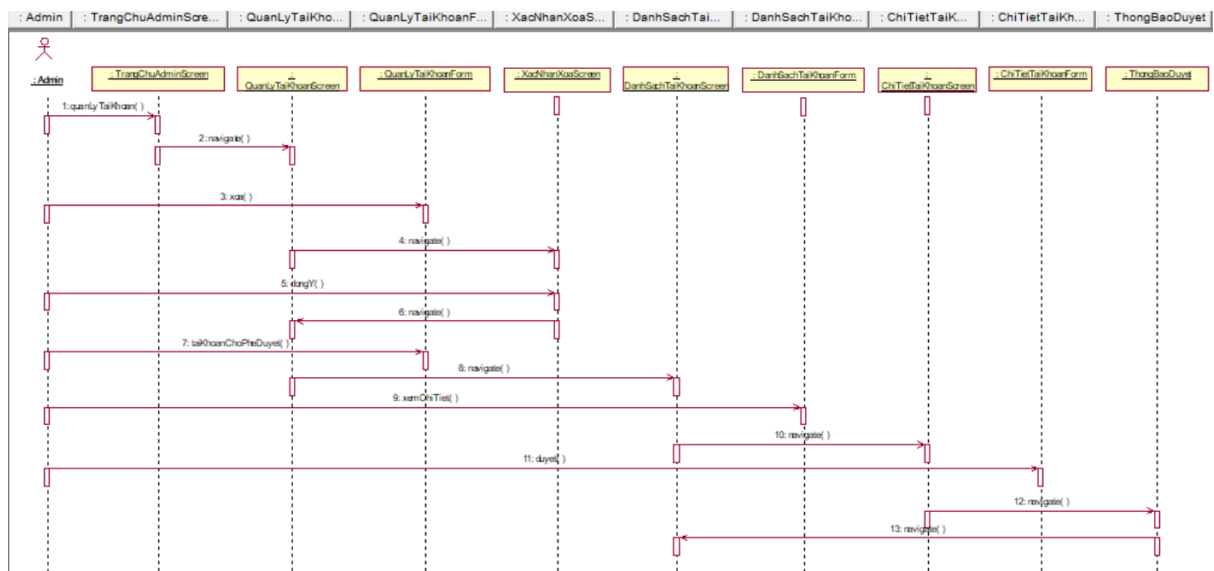 : Admin
: TrangChuAdminScre...
: QuanLyTaiKho...
: QuanLyTaiKhoanF...
: XacNhanXoaS...
: DanhSachTai...
: DanhSachTaiKho...
: ChiTietTaiK...
: ChiTietTaiKh...
: ThongBaoDuyet
: Admin
: TrangChuAdminScreen
:
QuanLyTaiKhoanScreen
: QuanLyTaiKhoanForm
: XacNhanXoaScreen
:
DanhSachTaiKhoanScreen
: DanhSachTaiKhoanForm
:
ChiTietTaiKhoanScreen
: ChiTietTaiKhoanForm
: ThongBaoDuyet
1: quanLyTaiKhoan( )
2: navigate( )
3: xoa( )
4: navigate( )
5: dongY( )
6: navigate( )
7: taiKhoanChoPheDuyet( )
8: navigate( )
9: xemChiTiet( )
10: navigate( )
11: duyet( )
12: navigate( )
13: navigate( )